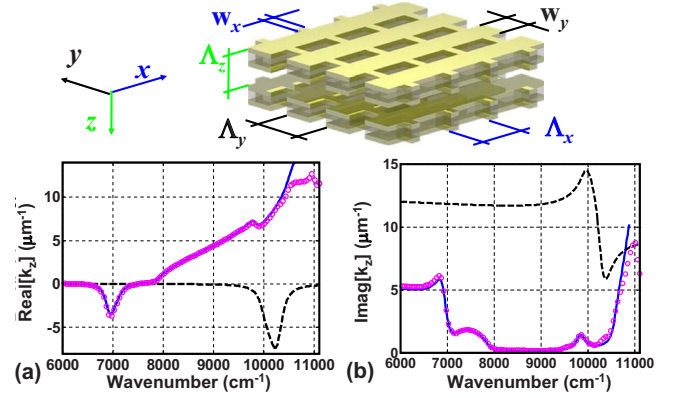 w_x w_y
y x Λ_z
z
Λ_y Λ_x
10
5
0
-5
Real[k_z] (µm⁻¹)
6000 7000 8000 9000 10000 11000
(a) Wavenumber (cm⁻¹)
15
10
5
0
Imag[k_z] (µm⁻¹)
6000 7000 8000 9000 10000 11000
(b) Wavenumber (cm⁻¹)